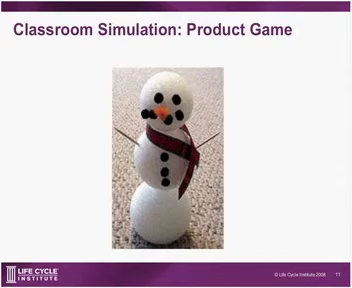 Classroom Simulation: Product Game
LIFE CYCLE
INSTITUTE
© Life Cycle Institute 2008
11